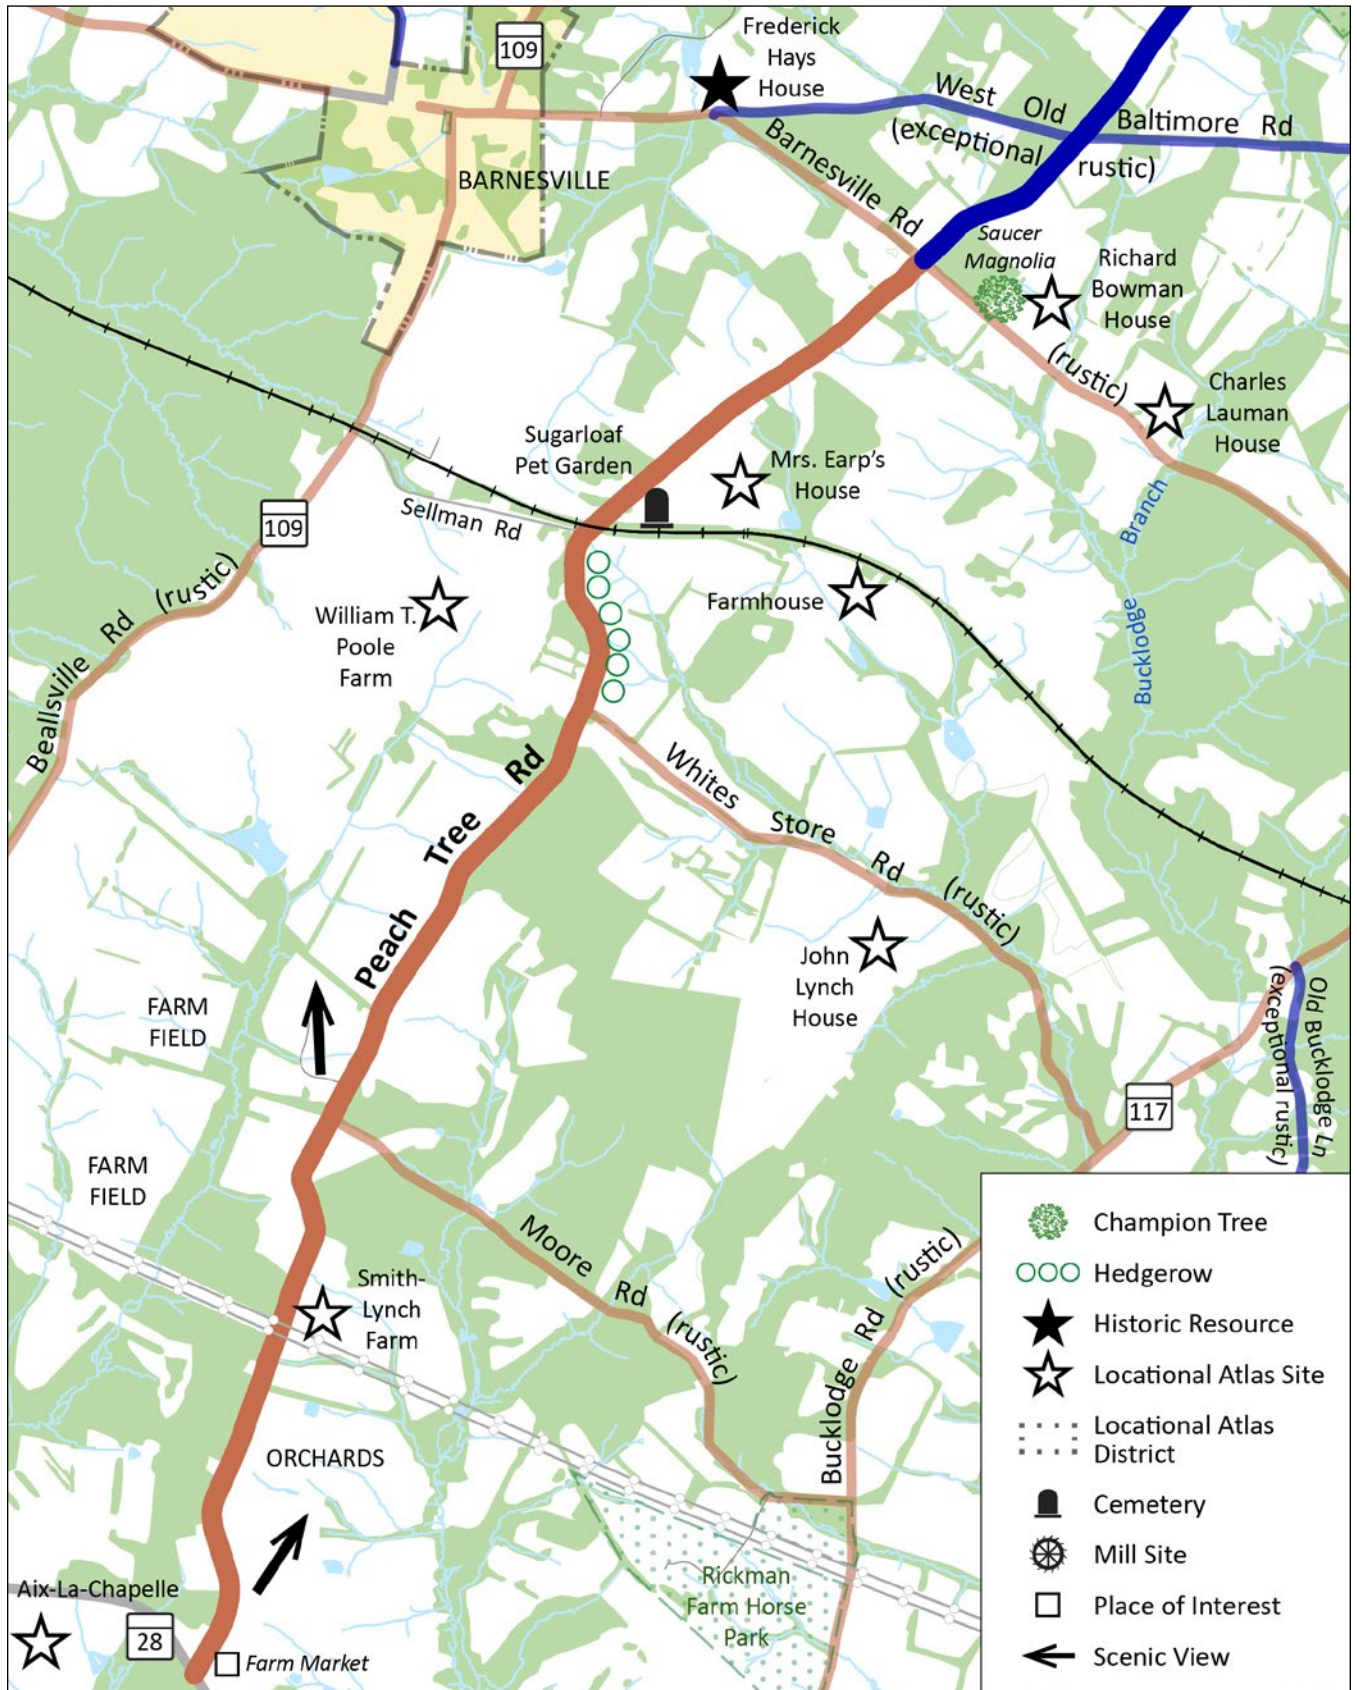 Frederick
Hays
House
109
West Old Baltimore Rd
(exceptional rustic)
Barnesville Rd
(rustic)
BARNESVILLE
Saucer
Magnolia
Richard
Bowman
House
Charles
Lauman
House
Sugarloaf
Pet Garden
Mrs. Earp's
House
Sellman Rd
109
Bucklodge Branch
Farmhouse
William T.
Poole
Farm
Beallsville Rd (rustic)
Whites Store Rd (rustic)
Peach Tree Rd
John
Lynch
House
FARM
FIELD
Old Bucklodge Ln
(exceptional rustic)
117
FARM
FIELD
Moore Rd (rustic)
Bucklodge Rd (rustic)
Smith-
Lynch
Farm
ORCHARDS
Aix-La-Chapelle
28
Farm Market
Rickman
Farm Horse
Park
Champion Tree
Hedgerow
Historic Resource
Locational Atlas Site
Locational Atlas
District
Cemetery
Mill Site
Place of Interest
Scenic View